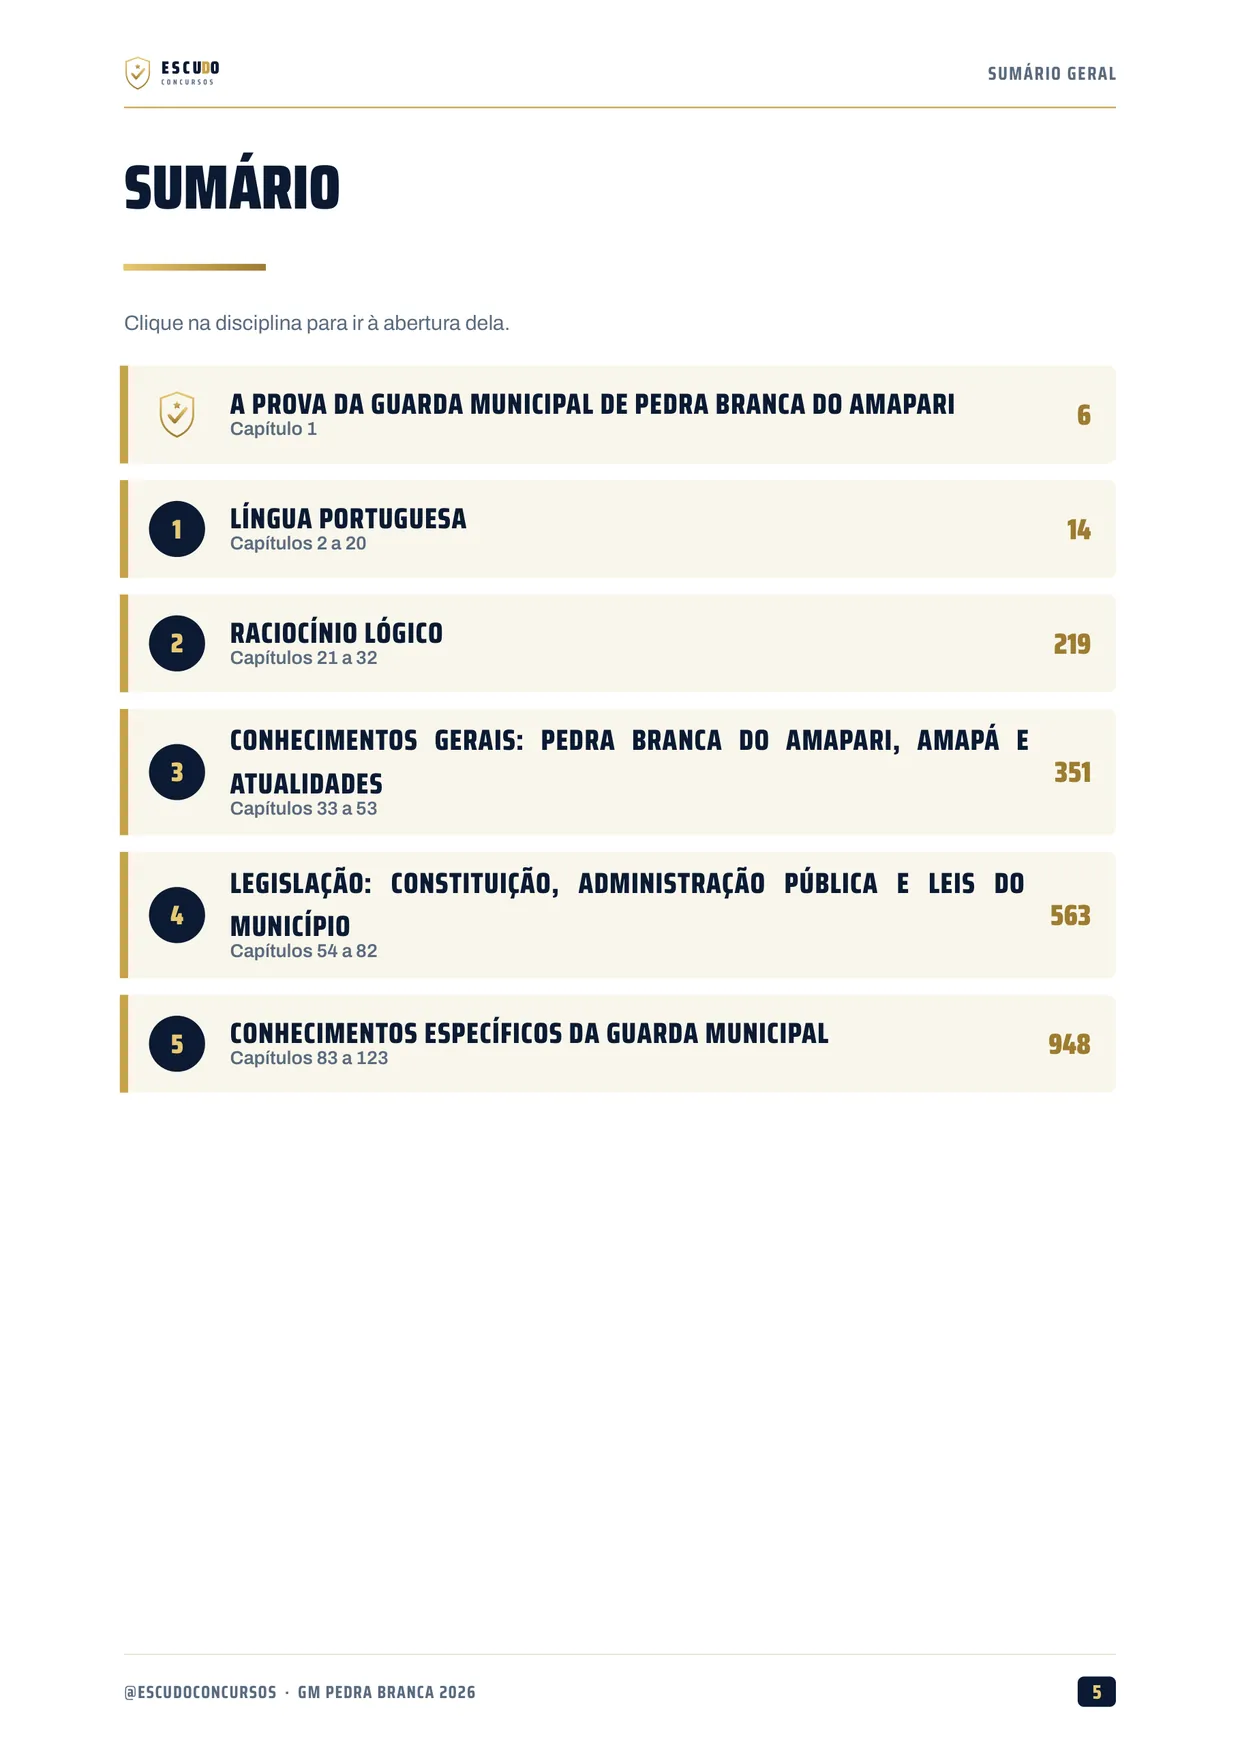 ESCUDO
CONCURSOS
SUMÁRIO GERAL
SUMÁRIO
Clique na disciplina para ir à abertura dela.
A PROVA DA GUARDA MUNICIPAL DE PEDRA BRANCA DO AMAPARI
Capítulo 1
6
1
LÍNGUA PORTUGUESA
Capítulos 2 a 20
14
2
RACIOCÍNIO LÓGICO
Capítulos 21 a 32
219
3
CONHECIMENTOS GERAIS: PEDRA BRANCA DO AMAPARI, AMAPÁ E
ATUALIDADES
Capítulos 33 a 53
351
4
LEGISLAÇÃO: CONSTITUIÇÃO, ADMINISTRAÇÃO PÚBLICA E LEIS DO
MUNICÍPIO
Capítulos 54 a 82
563
5
CONHECIMENTOS ESPECÍFICOS DA GUARDA MUNICIPAL
Capítulos 83 a 123
948
@ESCUDOCONCURSOS · GM PEDRA BRANCA 2026
5